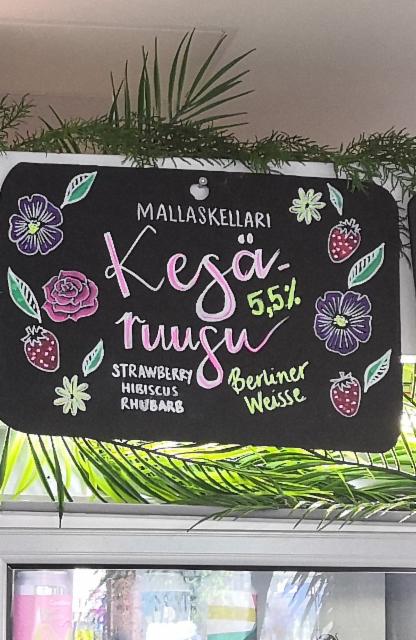 MALLASKELLARI
Kesä-
ruusu
5,5%
STRAWBERRY
HIBISCUS
RHUBARB
Berliner
Weisse